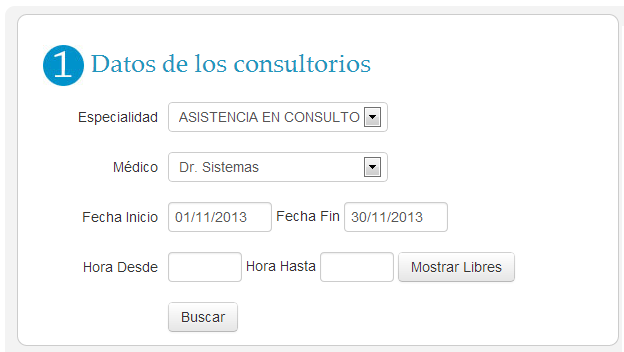 1 Datos de los consultorios
Especialidad ASISTENCIA EN CONSULTO
Médico Dr. Sistemas
Fecha Inicio 01/11/2013 Fecha Fin 30/11/2013
Hora Desde Hora Hasta Mostrar Libres
Buscar